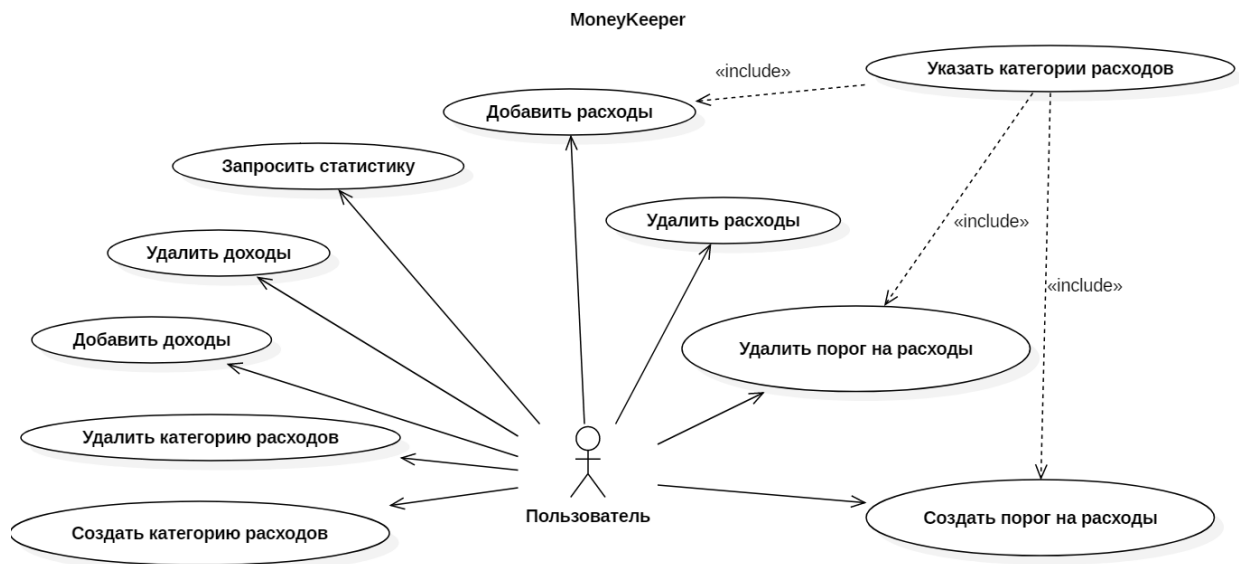 MoneyKeeper
Указать категории расходов
«include»
Добавить расходы
Запросить статистику
Удалить расходы
«include»
Удалить доходы
«include»
Добавить доходы
Удалить порог на расходы
Удалить категорию расходов
Пользователь
Создать порог на расходы
Создать категорию расходов